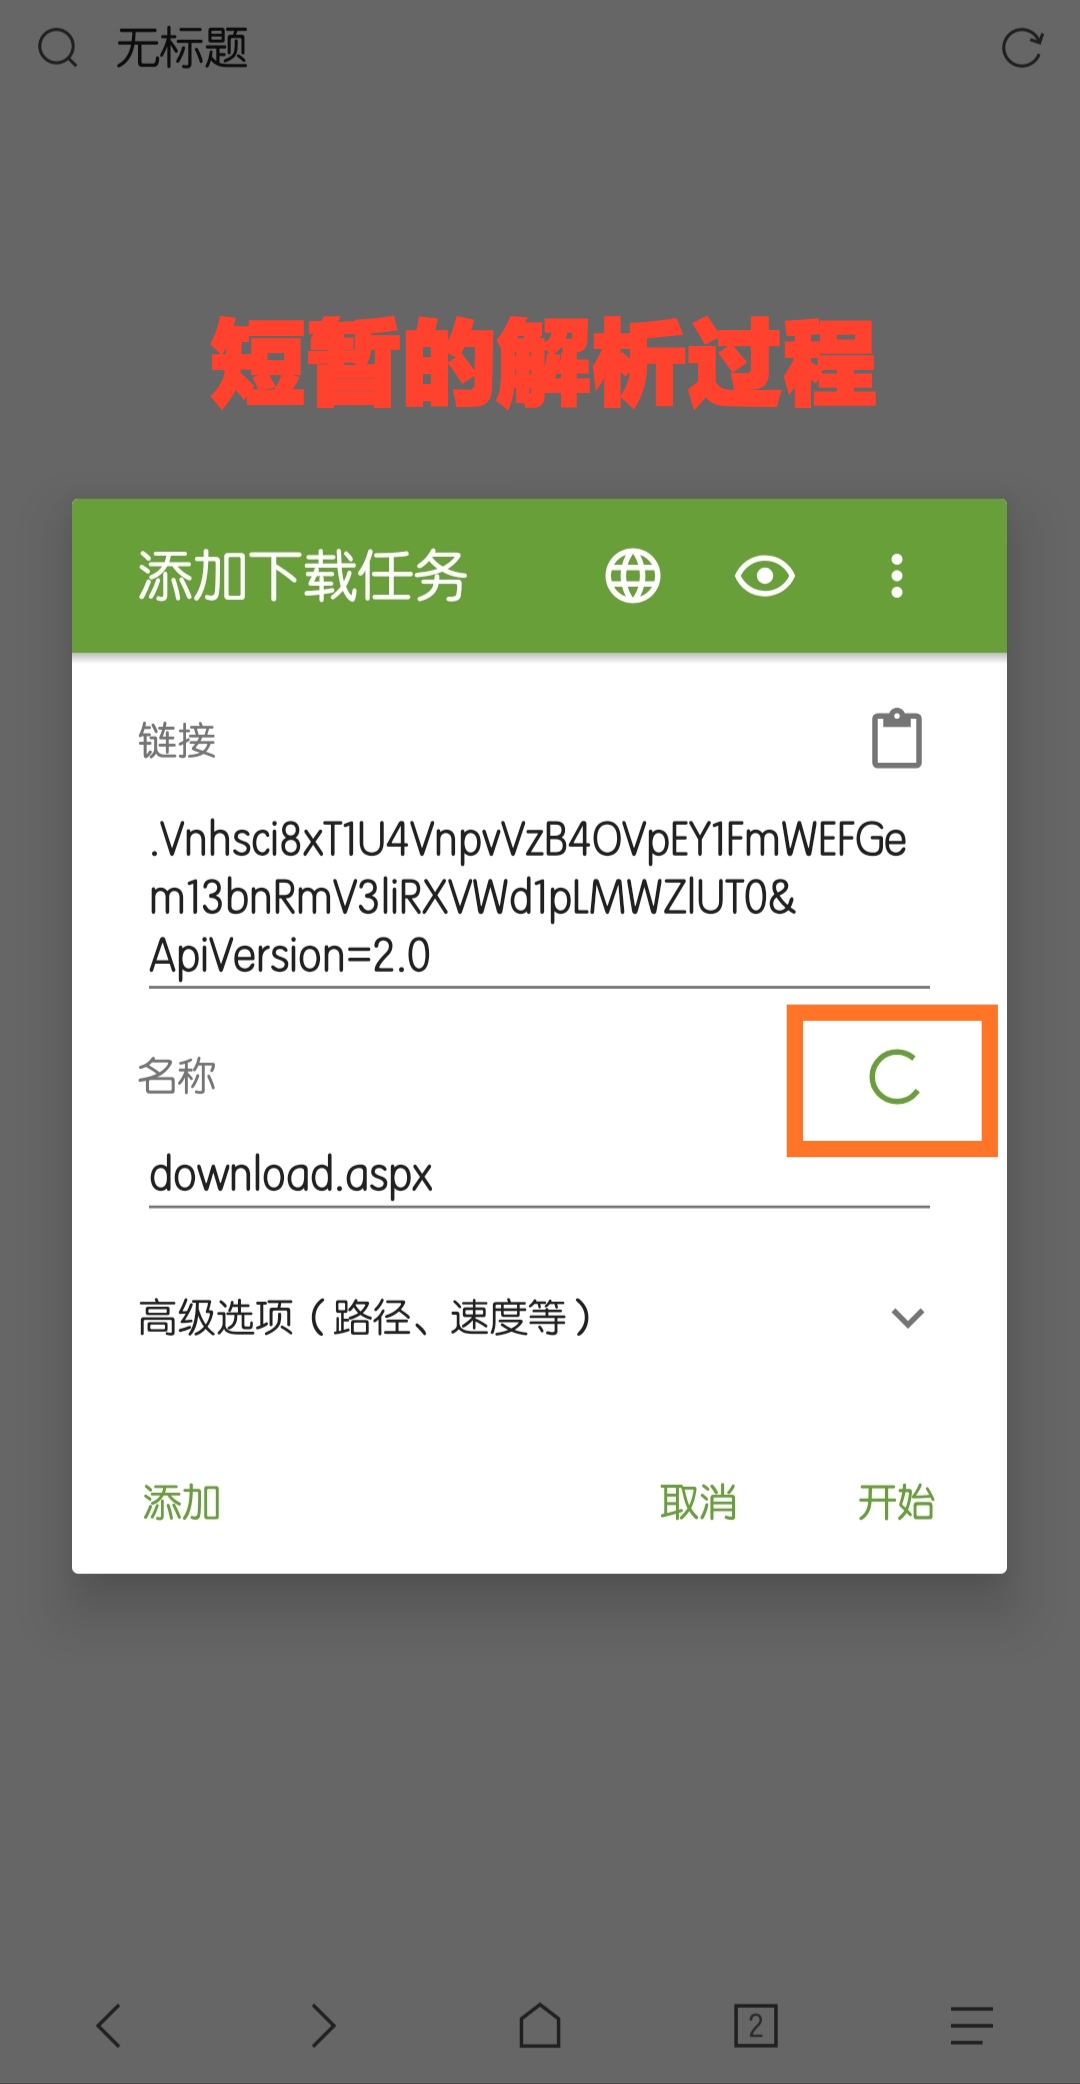 无标题
短暂的解析过程
添加下载任务
链接
.Vnhsci8xT1U4VnpvVzB4OVpEY1FmWEFGe
m13bnRmV3liRXVWd1pLMWZlUT0&
ApiVersion=2.0
名称
download.aspx
高级选项（路径、速度等）
添加 取消 开始
2